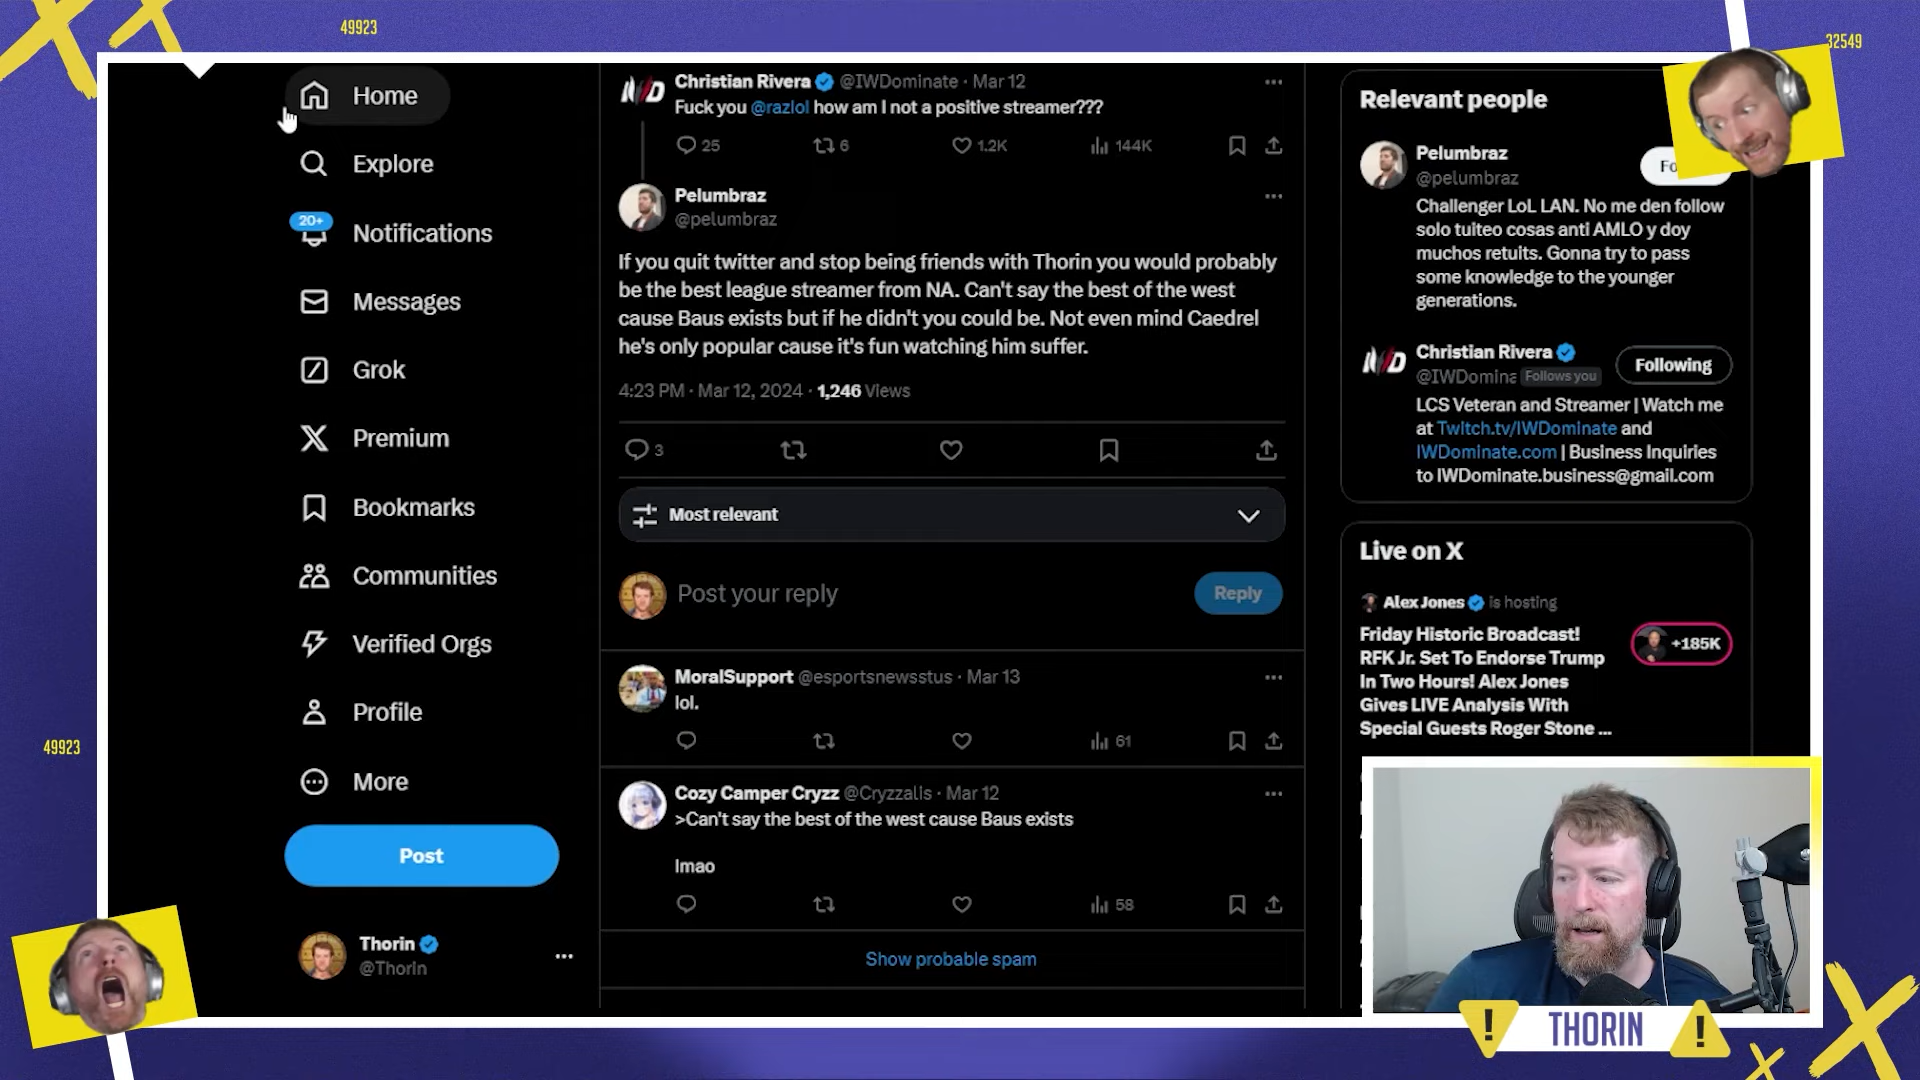 49923
32549
Home
Explore
20+
Notifications
Messages
Grok
Premium
Bookmarks
Communities
Verified Orgs
Profile
More
Post
Thorin
@Thorin
49923
Christian Rivera @IWDominate · Mar 12
Fuck you @razlol how am I not a positive streamer???
25 6 1.2K 144K
Pelumbraz
@pelumbraz
If you quit twitter and stop being friends with Thorin you would probably
be the best league streamer from NA. Can't say the best of the west
cause Baus exists but if he didn't you could be. Not even mind Caedrel
he's only popular cause it's fun watching him suffer.
4:23 PM · Mar 12, 2024 · 1,246 Views
3
Most relevant
Post your reply
Reply
MoralSupport @esportsnewsstus · Mar 13
lol.
61
Cozy Camper Cryzz @Cryzzalis · Mar 12
>Can't say the best of the west cause Baus exists
lmao
58
Show probable spam
Relevant people
Pelumbraz
@pelumbraz
Challenger LoL LAN. No me den follow
solo tuiteo cosas anti AMLO y doy
muchos retuits. Gonna try to pass
some knowledge to the younger
generations.
Christian Rivera
@IWDomina Follows you
Following
LCS Veteran and Streamer | Watch me
at Twitch.tv/IWDominate and
IWDominate.com | Business Inquiries
to IWDominate.business@gmail.com
Live on X
Alex Jones is hosting
Friday Historic Broadcast!
RFK Jr. Set To Endorse Trump
In Two Hours! Alex Jones
Gives LIVE Analysis With
Special Guests Roger Stone ...
+185K
! THORIN !